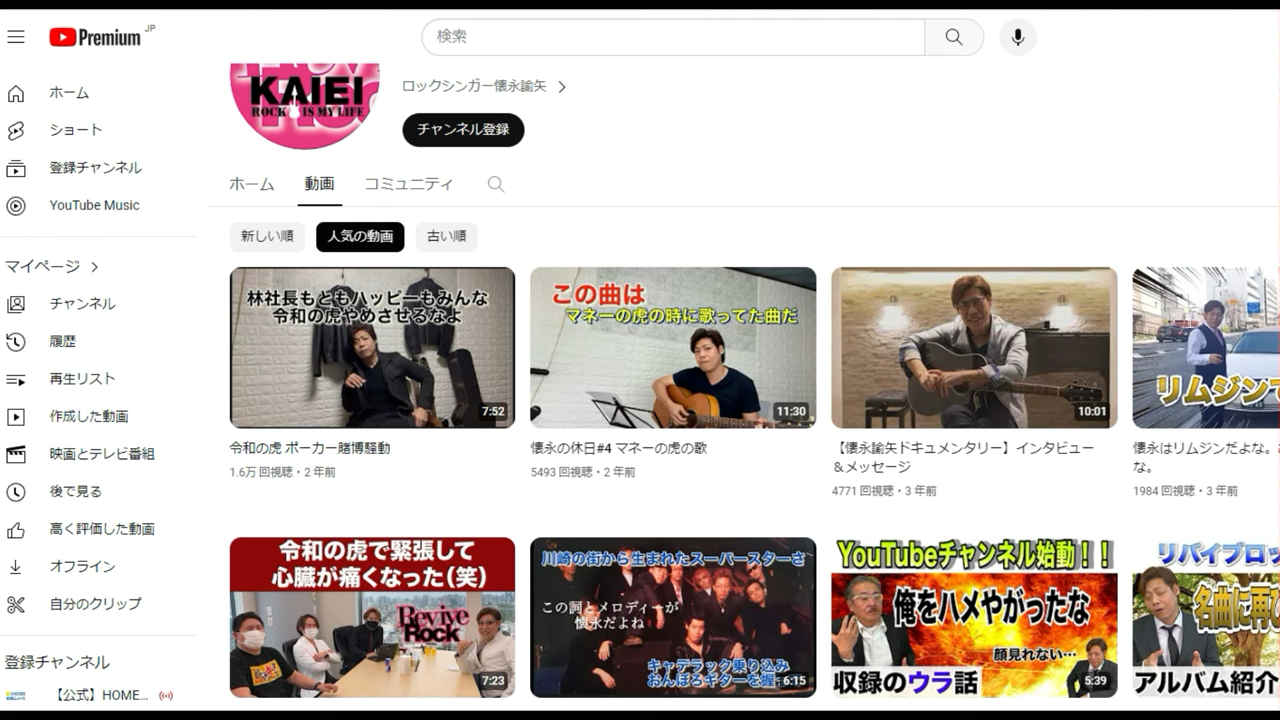 Premium JP
検索
KAIEI
ROCK IS MY LIFE
ロックシンガー懐永諭矢
チャンネル登録
ホーム
ショート
登録チャンネル
YouTube Music
マイページ
チャンネル
履歴
再生リスト
作成した動画
映画とテレビ番組
後で見る
高く評価した動画
オフライン
自分のクリップ
登録チャンネル
【公式】HOME...
ホーム 動画 コミュニティ
新しい順 人気の動画 古い順
林社長もともハッピーもみんな
令和の虎やめさせるなよ
7:52
令和の虎 ポーカー賭博騒動
1.6万 回視聴・2 年前
この曲は
マネーの虎の時に歌ってた曲だ
11:30
懐永の休日#4 マネーの虎の歌
5493 回視聴・2 年前
10:01
【懐永諭矢ドキュメンタリー】インタビュー
＆メッセージ
4771 回視聴・3 年前
リムジンで
懐永はリムジンだよな。
な。
1984 回視聴・3 年前
令和の虎で緊張して
心臓が痛くなった(笑)
Revive
Rock
7:23
川崎の街から生まれたスーパースターさ
この詞とメロディーが
懐永だよね
キャデラック乗り込み
おんぼろギターを握
6:15
YouTubeチャンネル始動！！
俺をハメやがったな
顔見れない…
収録のウラ話
5:39
リバイブロッ
名曲に再び
アルバム紹介